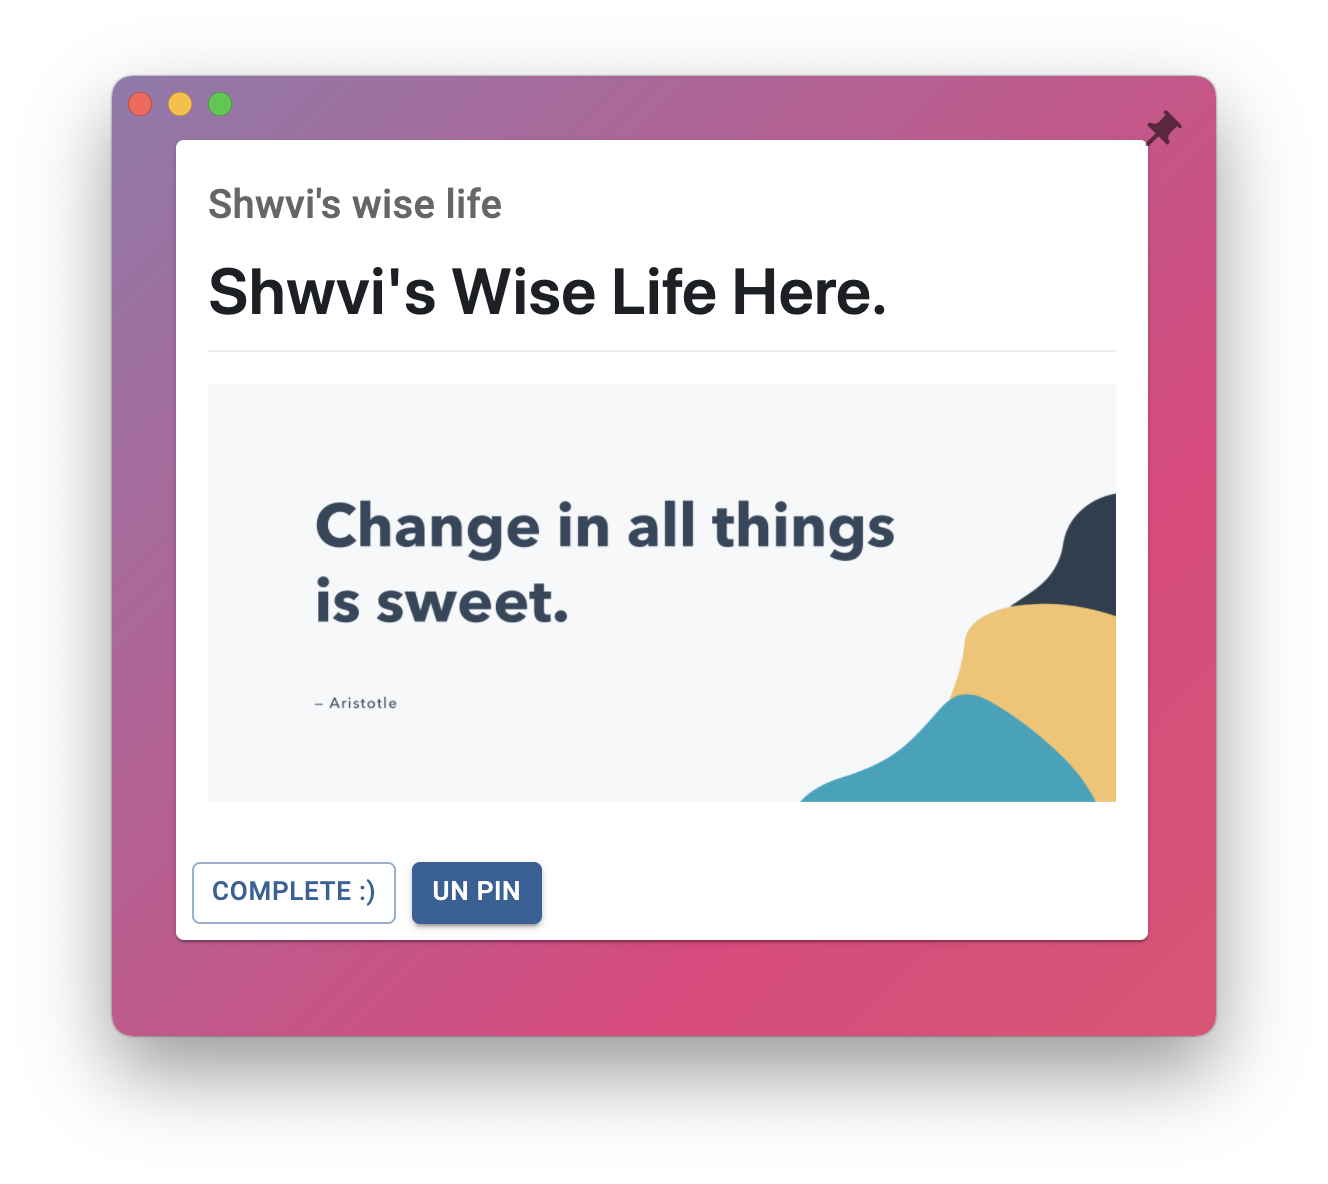 Shwvi's wise life
Shwvi's Wise Life Here.
Change in all things
is sweet.
– Aristotle
COMPLETE :)
UN PIN